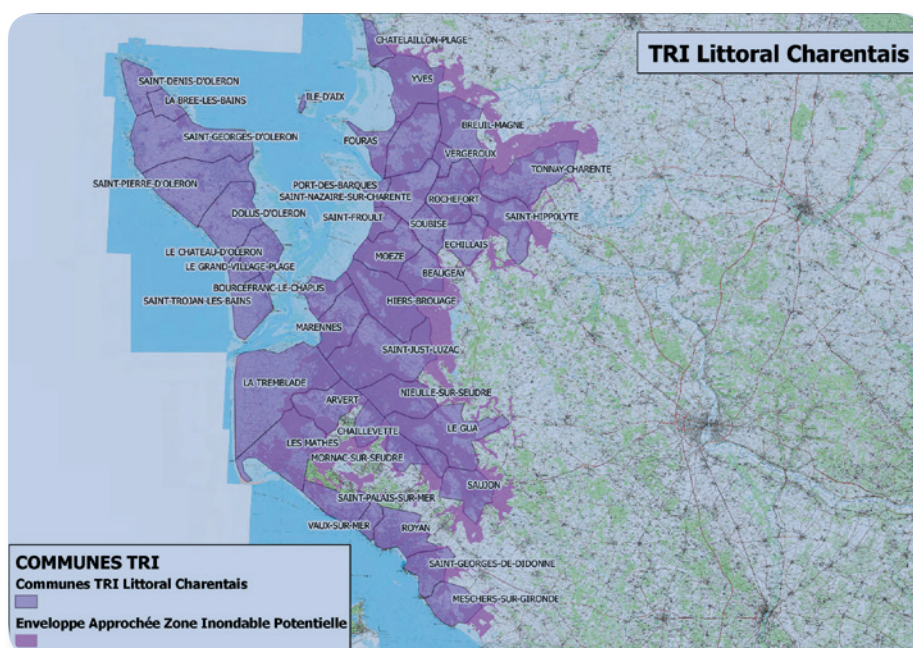 TRI Littoral Charentais
CHATELAILLON-PLAGE
YVES
SAINT-DENIS-D'OLERON
LA BREE-LES-BAINS
ILE-D'AIX
BREUIL-MAGNE
SAINT-GEORGES-D'OLERON
FOURAS
VERGEROUX
TONNAY-CHARENTE
SAINT-PIERRE-D'OLERON
PORT-DES-BARQUES
SAINT-NAZAIRE-SUR-CHARENTE
ROCHEFORT
DOLUS-D'OLERON
SAINT-FROULT
SAINT-HIPPOLYTE
SOUBISE
ECHILLAIS
LE CHATEAU-D'OLERON
MOEZE
LE GRAND-VILLAGE-PLAGE
BEAUGEAY
BOURCEFRANC-LE-CHAPUS
SAINT-TROJAN-LES-BAINS
HIERS-BROUAGE
MARENNES
SAINT-JUST-LUZAC
LA TREMBLADE
NIEULLE-SUR-SEUDRE
ARVERT
CHAILLEVETTE
LE GUA
LES MATHES
MORNAC-SUR-SEUDRE
SAUJON
SAINT-PALAIS-SUR-MER
VAUX-SUR-MER
ROYAN
SAINT-GEORGES-DE-DIDONNE
MESCHERS-SUR-GIRONDE
COMMUNES TRI
Communes TRI Littoral Charentais
Enveloppe Approchée Zone Inondable Potentielle